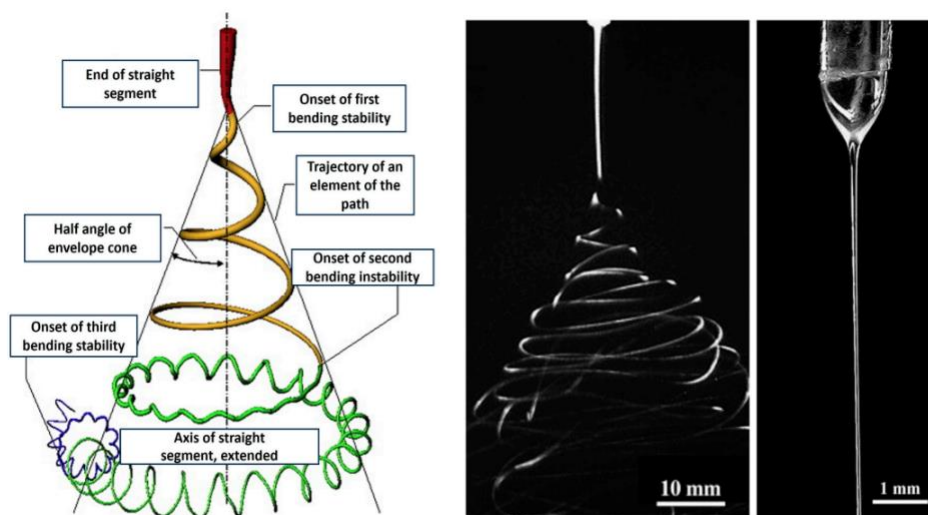 End of straight
segment
Onset of first
bending stability
Trajectory of an
element of the
path
Half angle of
envelope cone
Onset of second
bending instability
Onset of third
bending stability
Axis of straight
segment, extended
10 mm
1 mm